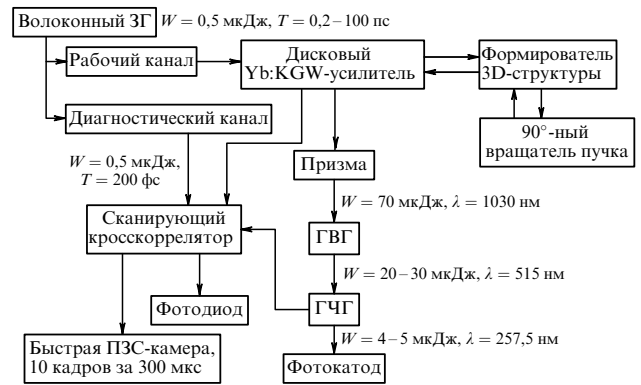 Волоконный ЗГ
W = 0,5 мкДж, T = 0,2–100 пс
Рабочий канал
Дисковый
Yb:KGW-усилитель
Формирователь
3D-структуры
Диагностический канал
90°-ный
вращатель пучка
W = 0,5 мкДж,
T = 200 фс
Призма
W = 70 мкДж, λ = 1030 нм
Сканирующий
кросскоррелятор
ГВГ
W = 20–30 мкДж, λ = 515 нм
Фотодиод
ГЧГ
W = 4–5 мкДж, λ = 257,5 нм
Быстрая ПЗС-камера,
10 кадров за 300 мкс
Фотокатод